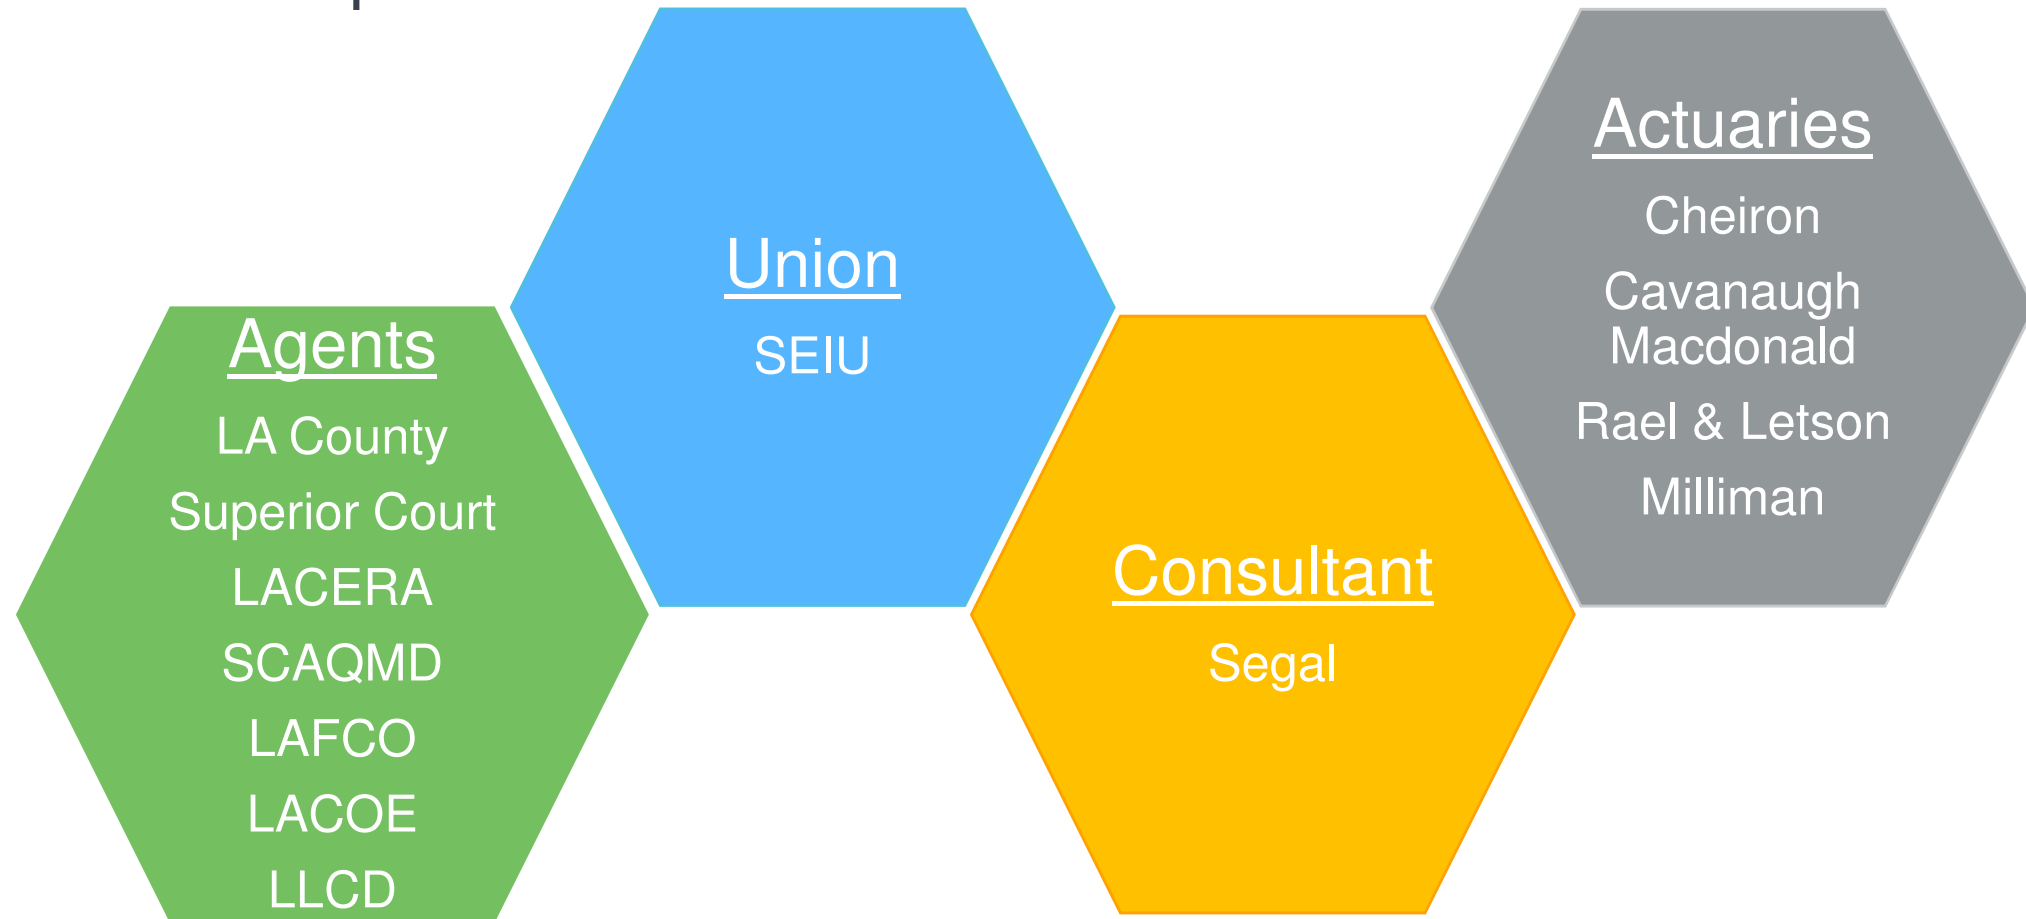 Agents
LA County
Superior Court
LACERA
SCAQMD
LAFCO
LACOE
LLCD
Union
SEIU
Consultant
Segal
Actuaries
Cheiron
Cavanaugh
Macdonald
Rael & Letson
Milliman